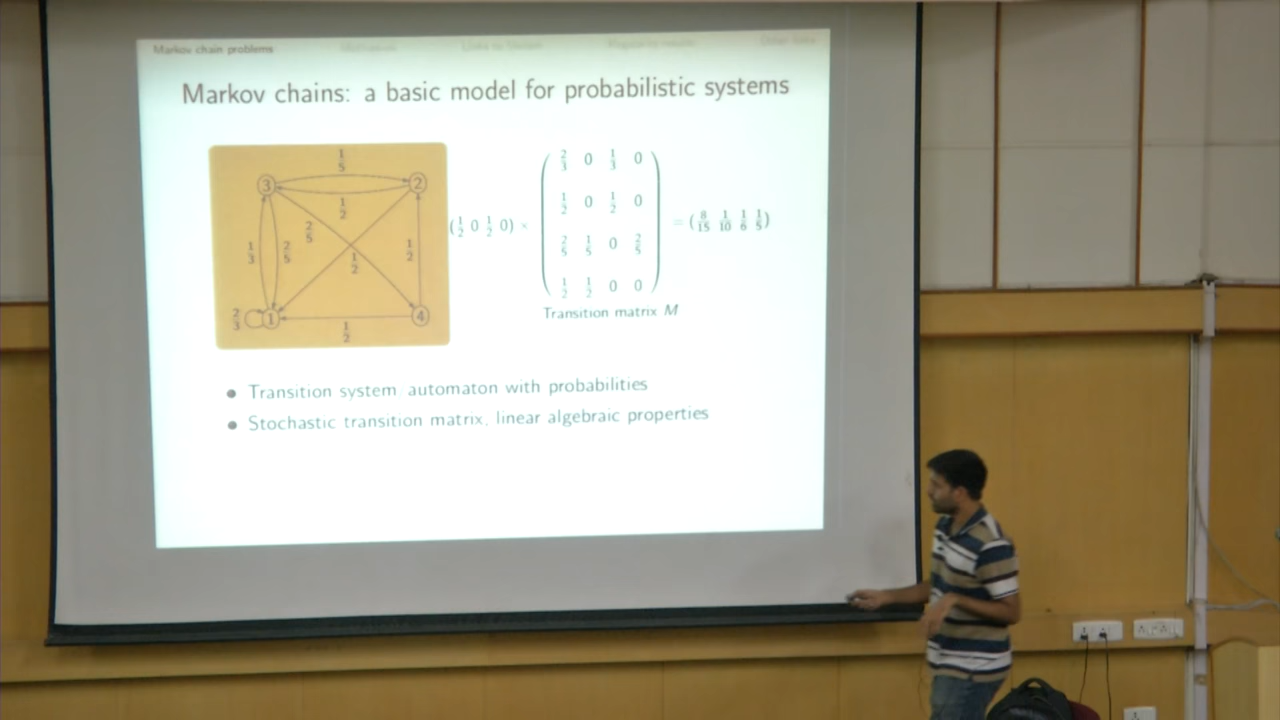 Markov chain problems
Markov chains: a basic model for probabilistic systems
1/5
3 2
1/2
2/5
1/3 2/5 1/2 1/2
2/3 1 4
1/2
(1/2 0 1/2 0) ×
2/3 0 1/3 0
1/2 0 1/2 0
2/5 1/5 0 2/5
1/2 1/2 0 0
= (8/15 1/10 1/6 1/5)
Transition matrix M
Transition system, automaton with probabilities
Stochastic transition matrix, linear algebraic properties